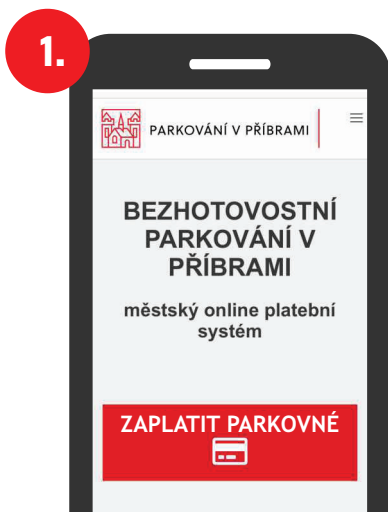 1.
PARKOVÁNÍ V PŘÍBRAMI
BEZHOTOVOSTNÍ
PARKOVÁNÍ V
PŘÍBRAMI
městský online platební
systém
ZAPLATIT PARKOVNÉ